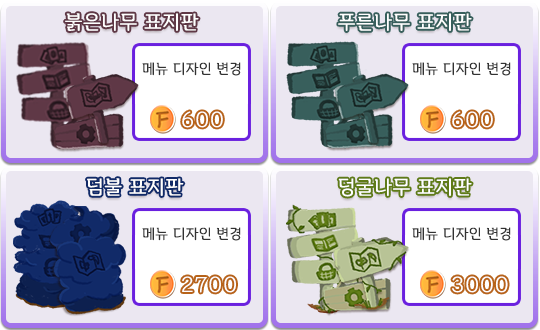 붉은나무 표지판
메뉴 디자인 변경
F 600
푸른나무 표지판
메뉴 디자인 변경
F 600
덤불 표지판
메뉴 디자인 변경
F 2700
덩굴나무 표지판
메뉴 디자인 변경
F 3000